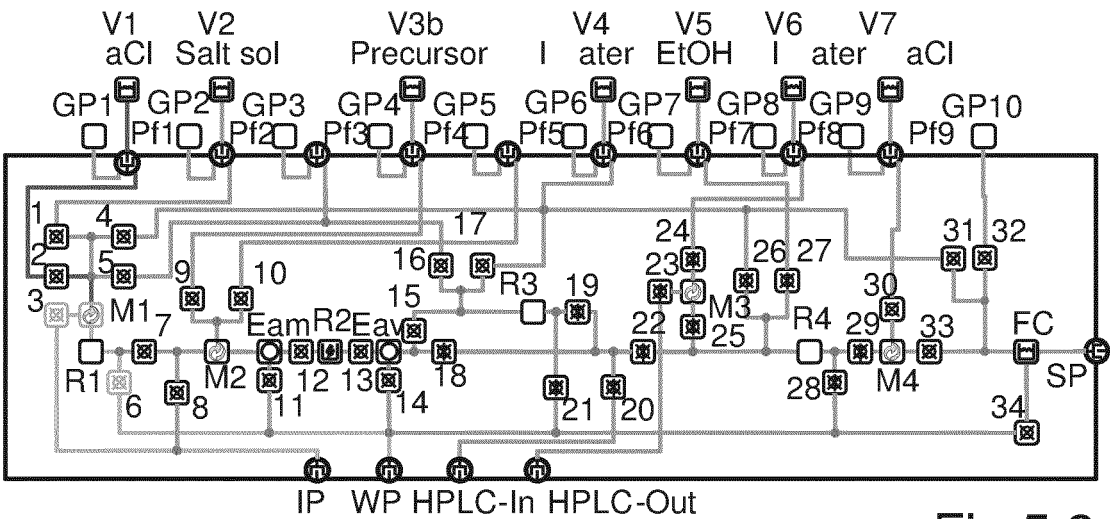 V1 V2 V3b V4 V5 V6 V7
aCl Salt sol Precursor I ater EtOH I ater aCl
GP1 GP2 GP3 GP4 GP5 GP6 GP7 GP8 GP9 GP10
Pf1 Pf2 Pf3 Pf4 Pf5 Pf6 Pf7 Pf8 Pf9
1 4 17 24 31 32
2 5 9 10 16 R3 23 26 27
3 M1 15 19 M3 30
7 Eam R2 Eav 22 25 R4 29 33 FC
R1 M2 12 13 18 28 M4 SP
6 8 11 14 21 20 34
IP WP HPLC-In HPLC-Out